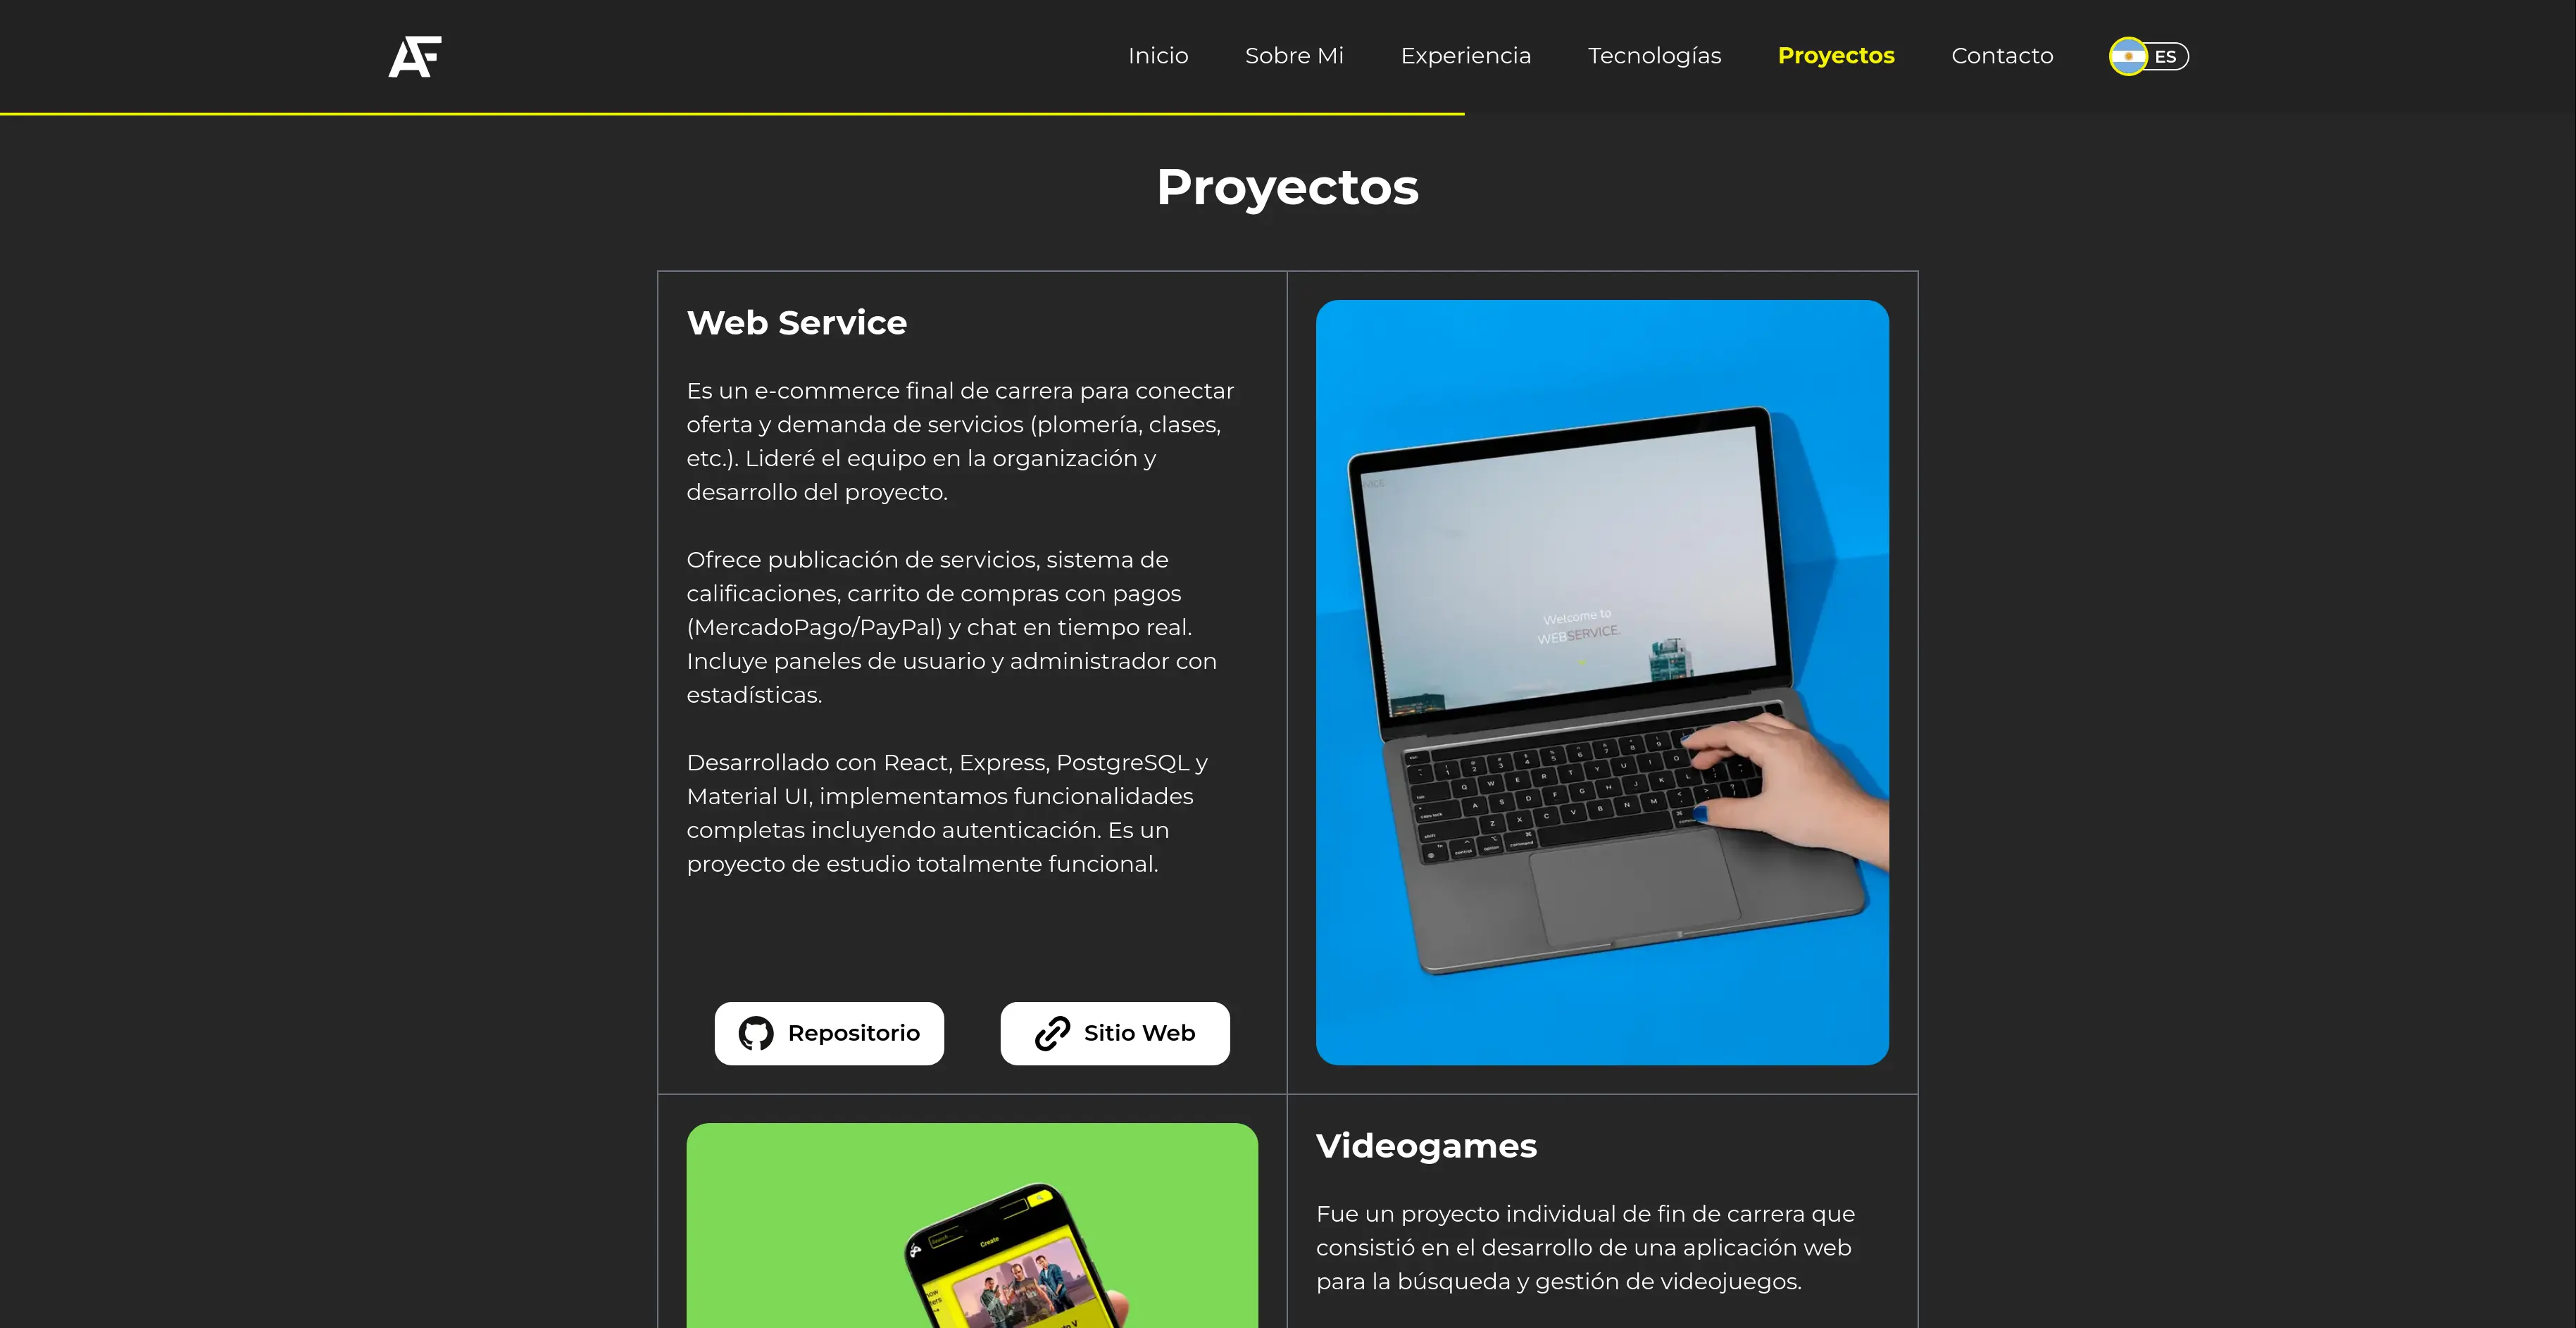 AF
Inicio
Sobre Mi
Experiencia
Tecnologías
Proyectos
Contacto
ES
Proyectos
Web Service
Es un e-commerce final de carrera para conectar
oferta y demanda de servicios (plomería, clases,
etc.). Lideré el equipo en la organización y
desarrollo del proyecto.
Ofrece publicación de servicios, sistema de
calificaciones, carrito de compras con pagos
(MercadoPago/PayPal) y chat en tiempo real.
Incluye paneles de usuario y administrador con
estadísticas.
Desarrollado con React, Express, PostgreSQL y
Material UI, implementamos funcionalidades
completas incluyendo autenticación. Es un
proyecto de estudio totalmente funcional.
Repositorio
Sitio Web
Welcome to
WEBSERVICE.
Create
Videogames
Fue un proyecto individual de fin de carrera que
consistió en el desarrollo de una aplicación web
para la búsqueda y gestión de videojuegos.